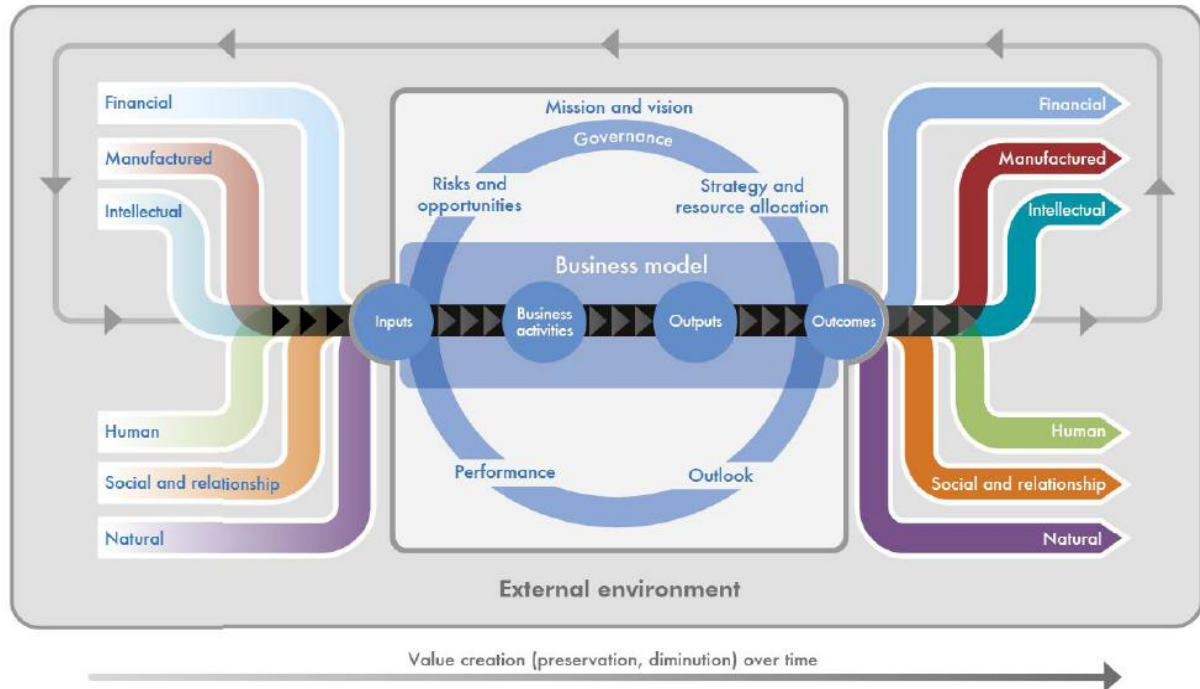 Financial
Manufactured
Intellectual
Human
Social and relationship
Natural
Mission and vision
Governance
Risks and
opportunities
Strategy and
resource allocation
Business model
Inputs
Business
activities
Outputs
Outcomes
Performance
Outlook
Financial
Manufactured
Intellectual
Human
Social and relationship
Natural
External environment
Value creation (preservation, diminution) over time